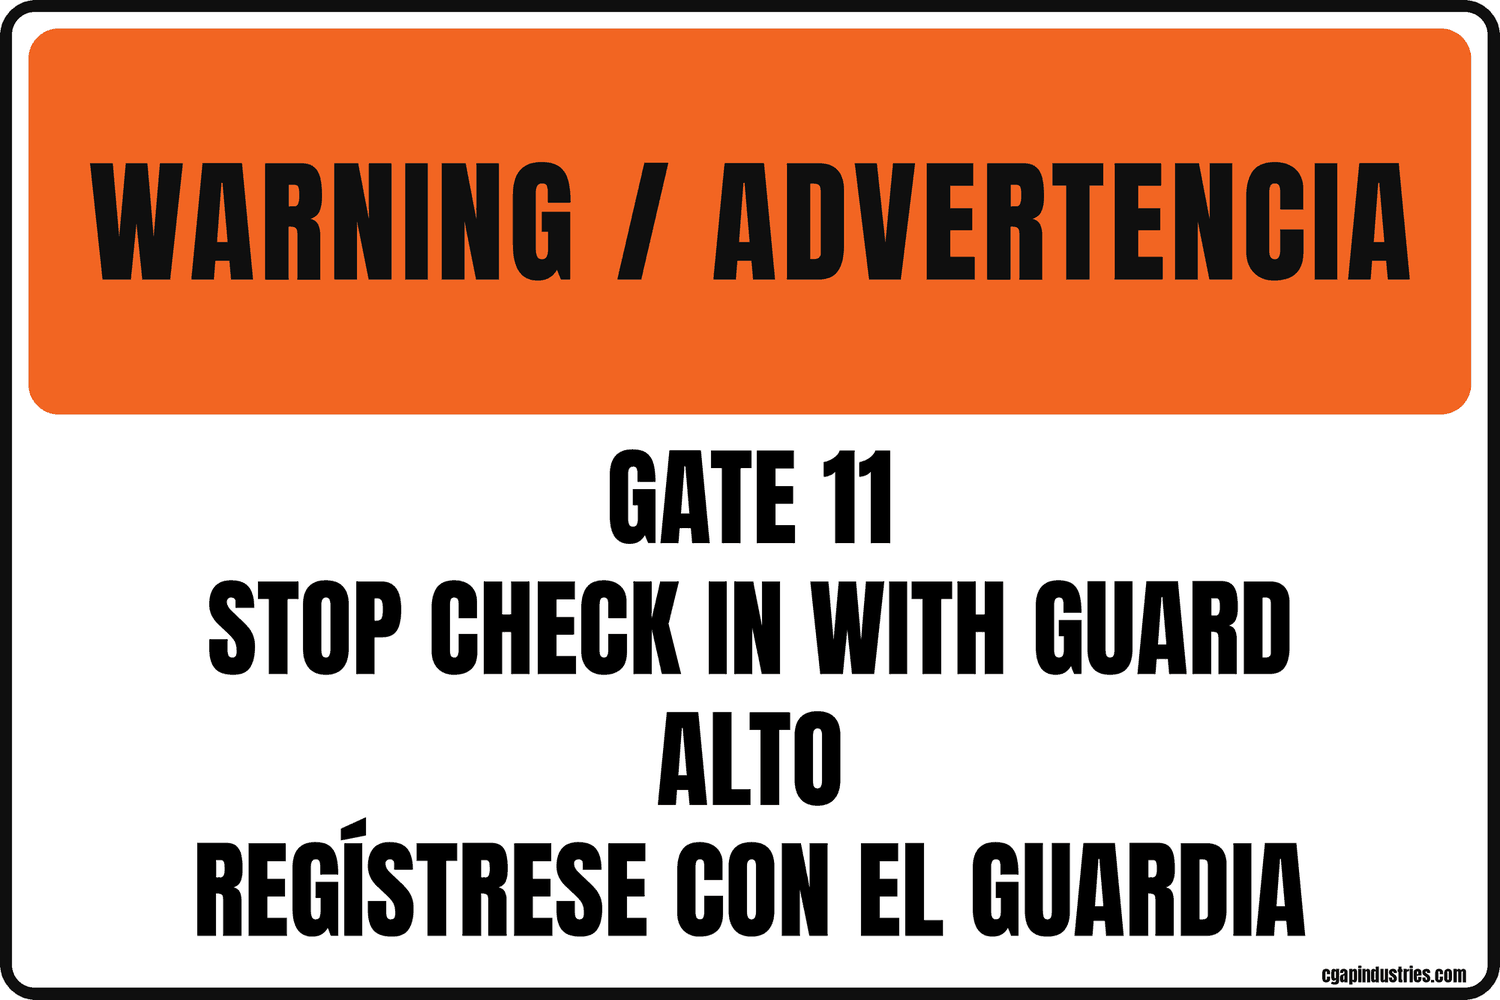 WARNING / ADVERTENCIA
GATE 11
STOP CHECK IN WITH GUARD
ALTO
REGÍSTRESE CON EL GUARDIA
cgapindustries.com